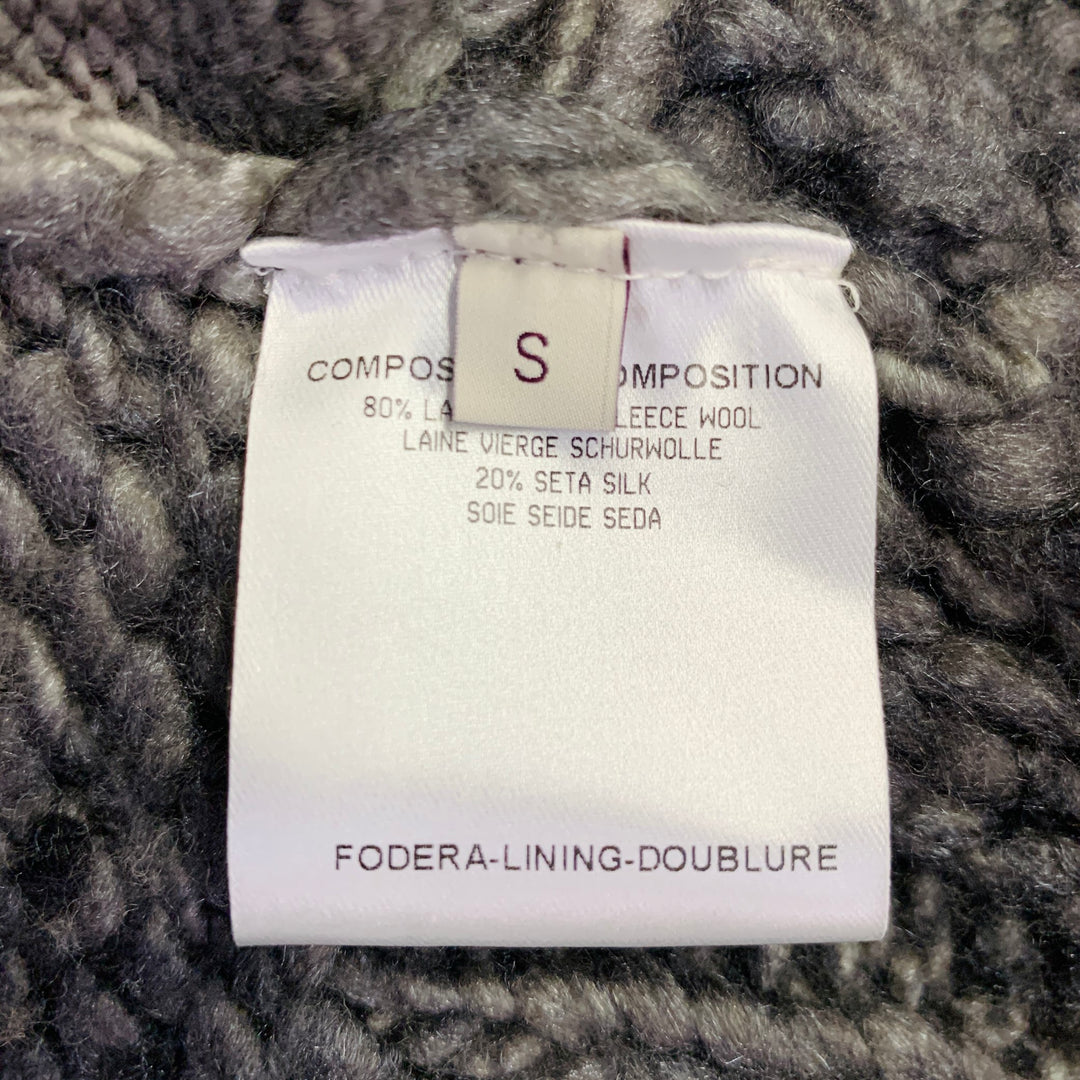 S
COMPOS OMPOSITION
80% LA LEECE WOOL
LAINE VIERGE SCHURWOLLE
20% SETA SILK
SOIE SEIDE SEDA
FODERA-LINING-DOUBLURE